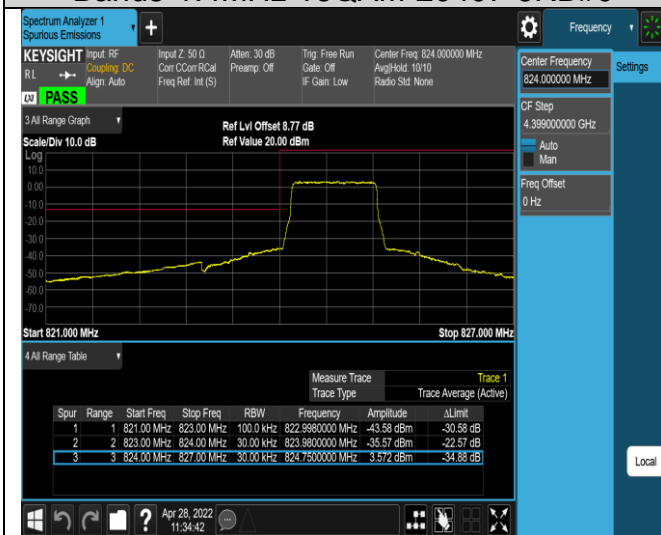 Spectrum Analyzer 1
Spurious Emissions
+
Frequency
KEYSIGHT
RL
PASS
Input: RF
Coupling: DC
Align: Auto
Input Z: 50 Ω
Corr CCorr RCal
Freq Ref: Int (S)
Atten: 30 dB
Preamp: Off
Trig: Free Run
Gate: Off
IF Gain: Low
Center Freq: 824.000000 MHz
Avg|Hold: 10/10
Radio Std: None
Center Frequency
824.000000 MHz
Settings
CF Step
4.399000000 GHz
Auto
Man
Freq Offset
0 Hz
3 All Range Graph
Scale/Div 10.0 dB
Ref Lvl Offset 8.77 dB
Ref Value 20.00 dBm
Log
10.0
0.00
-10.0
-20.0
-30.0
-40.0
-50.0
-60.0
-70.0
Start 821.000 MHz
Stop 827.000 MHz
4 All Range Table
Measure Trace Trace 1
Trace Type Trace Average (Active)
Spur Range Start Freq Stop Freq RBW Frequency Amplitude ΔLimit
1 1 821.00 MHz 823.00 MHz 100.0 kHz 822.9980000 MHz -43.58 dBm -30.58 dB
2 2 823.00 MHz 824.00 MHz 30.00 kHz 823.9800000 MHz -35.57 dBm -22.57 dB
3 3 824.00 MHz 827.00 MHz 30.00 kHz 824.7500000 MHz 3.572 dBm -34.88 dB
Local
?
Apr 28, 2022
11:34:42